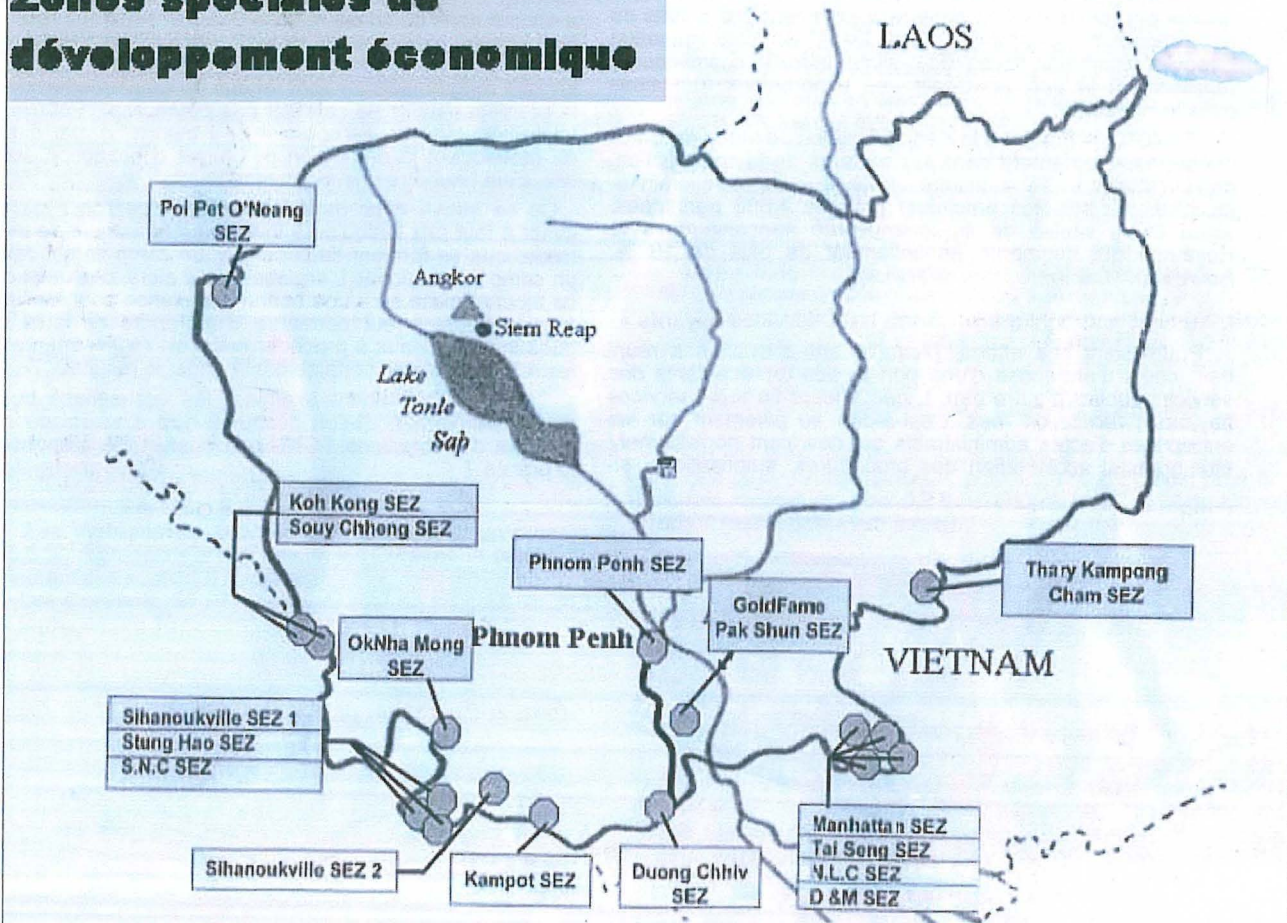 Zones spéciales de
développement économique
LAOS
Poi Pet O'Neang
SEZ
Angkor
Siem Reap
Lake
Tonle
Sap
Koh Kong SEZ
Souy Chheng SEZ
Phnom Penh SEZ
Thary Kampong
Cham SEZ
GoldFame
Pak Shun SEZ
OkNha Mong
SEZ
Phnom Penh
VIETNAM
Sihanoukville SEZ 1
Stung Hao SEZ
S.N.C SEZ
Manhattan SEZ
Tai Seng SEZ
N.L.C SEZ
D &M SEZ
Sihanoukville SEZ 2
Kampot SEZ
Duong Chhiv
SEZ